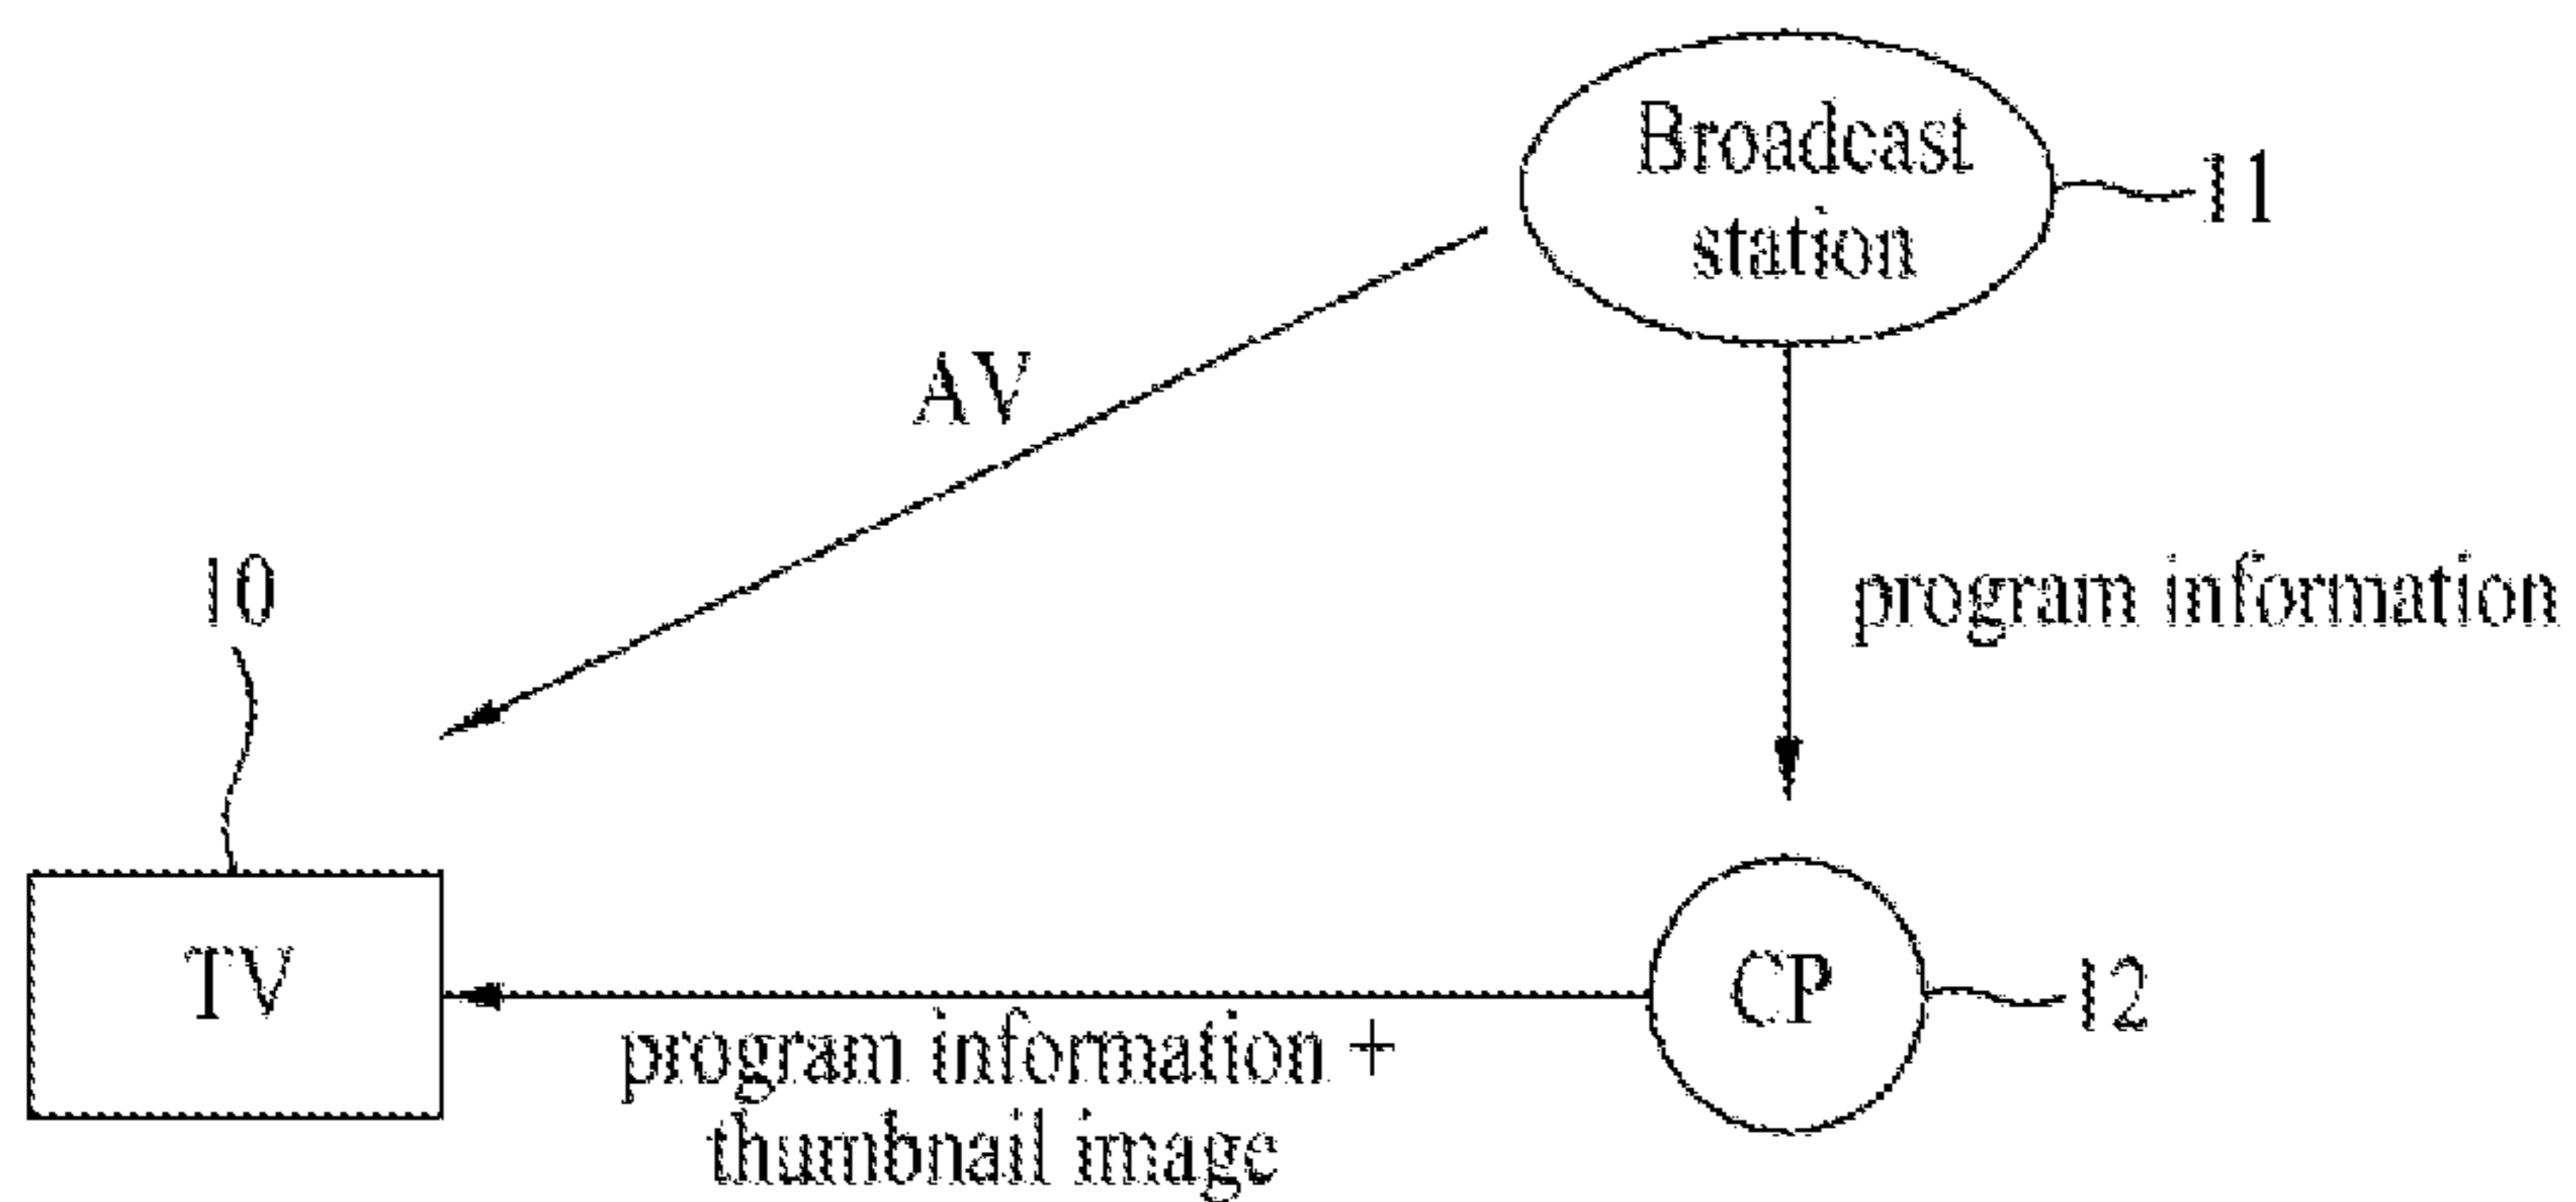 Broadcast
station
11
AV
10
program information
TV
CP
12
program information +
thumbnail image